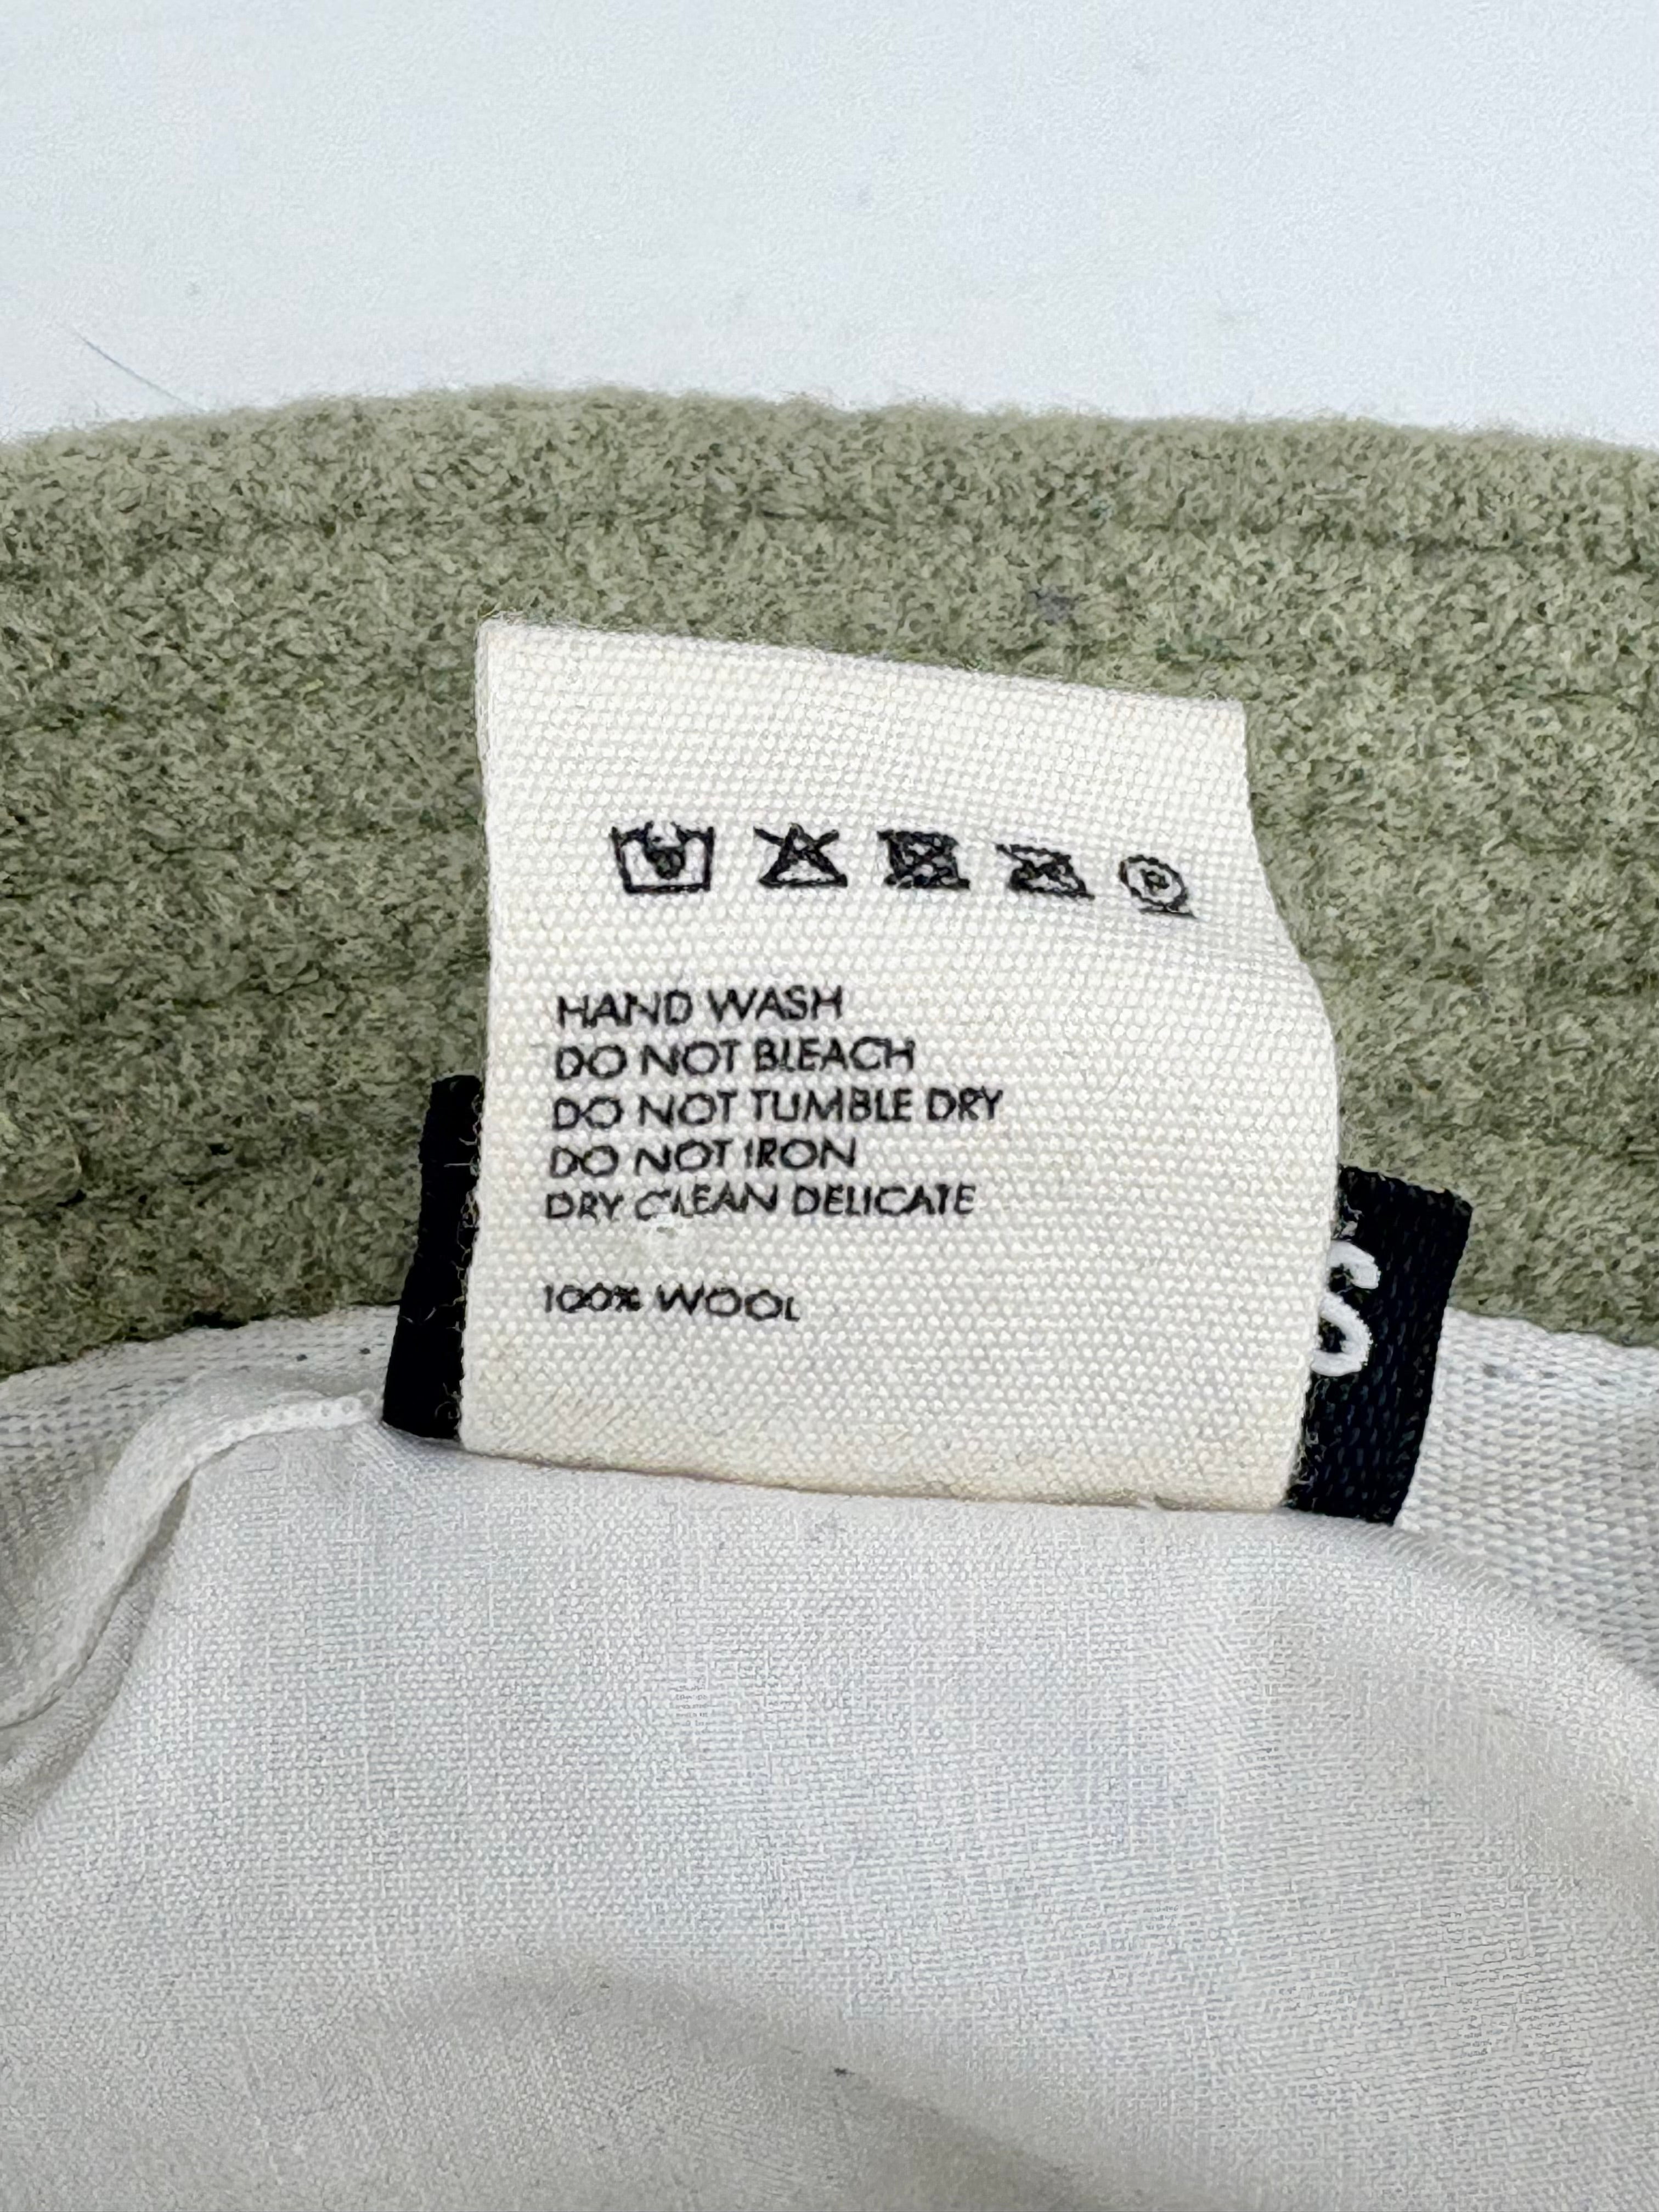 HAND WASH
DO NOT BLEACH
DO NOT TUMBLE DRY
DO NOT IRON
DRY CLEAN DELICATE
100% WOOL
S